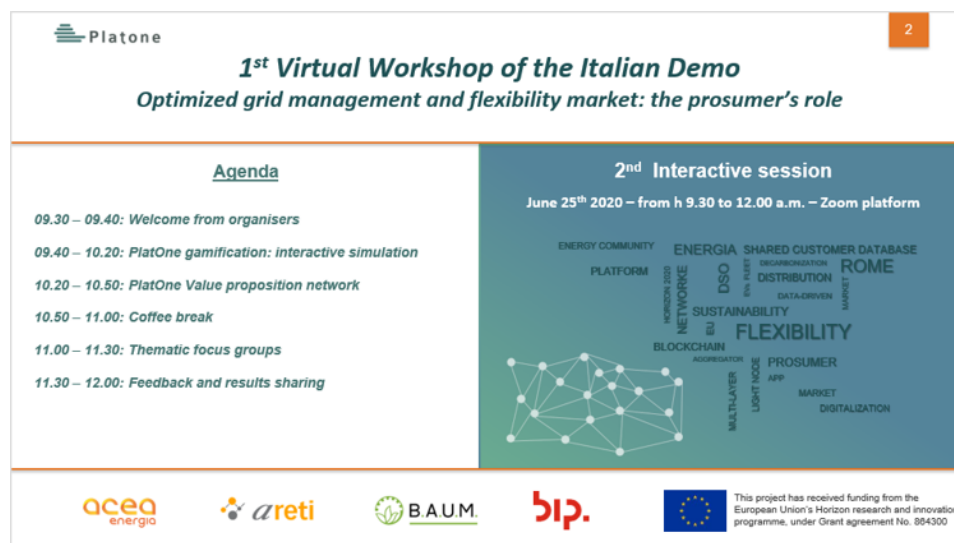 Platone
2
1st Virtual Workshop of the Italian Demo
Optimized grid management and flexibility market: the prosumer's role
Agenda
09.30 – 09.40: Welcome from organisers
09.40 – 10.20: PlatOne gamification: interactive simulation
10.20 – 10.50: PlatOne Value proposition network
10.50 – 11.00: Coffee break
11.00 – 11.30: Thematic focus groups
11.30 – 12.00: Feedback and results sharing
2nd Interactive session
June 25th 2020 – from h 9.30 to 12.00 a.m. – Zoom platform
ENERGY COMMUNITY
ENERGIA
SHARED CUSTOMER DATABASE
PLATFORM
HORIZON 2020
NETWORKE
DSO
EVs FLEET
DECARBONIZATION
DISTRIBUTION
ROME
DATA-DRIVEN
MARKET
SUSTAINABILITY
EU
FLEXIBILITY
BLOCKCHAIN
AGGREGATOR
PROSUMER
MULTI-LAYER
LIGHT NODE
APP
MARKET
DIGITALIZATION
acea
energia
areti
B.A.U.M.
bip.
This project has received funding from the
European Union's Horizon research and innovation
programme, under Grant agreement No. 864300